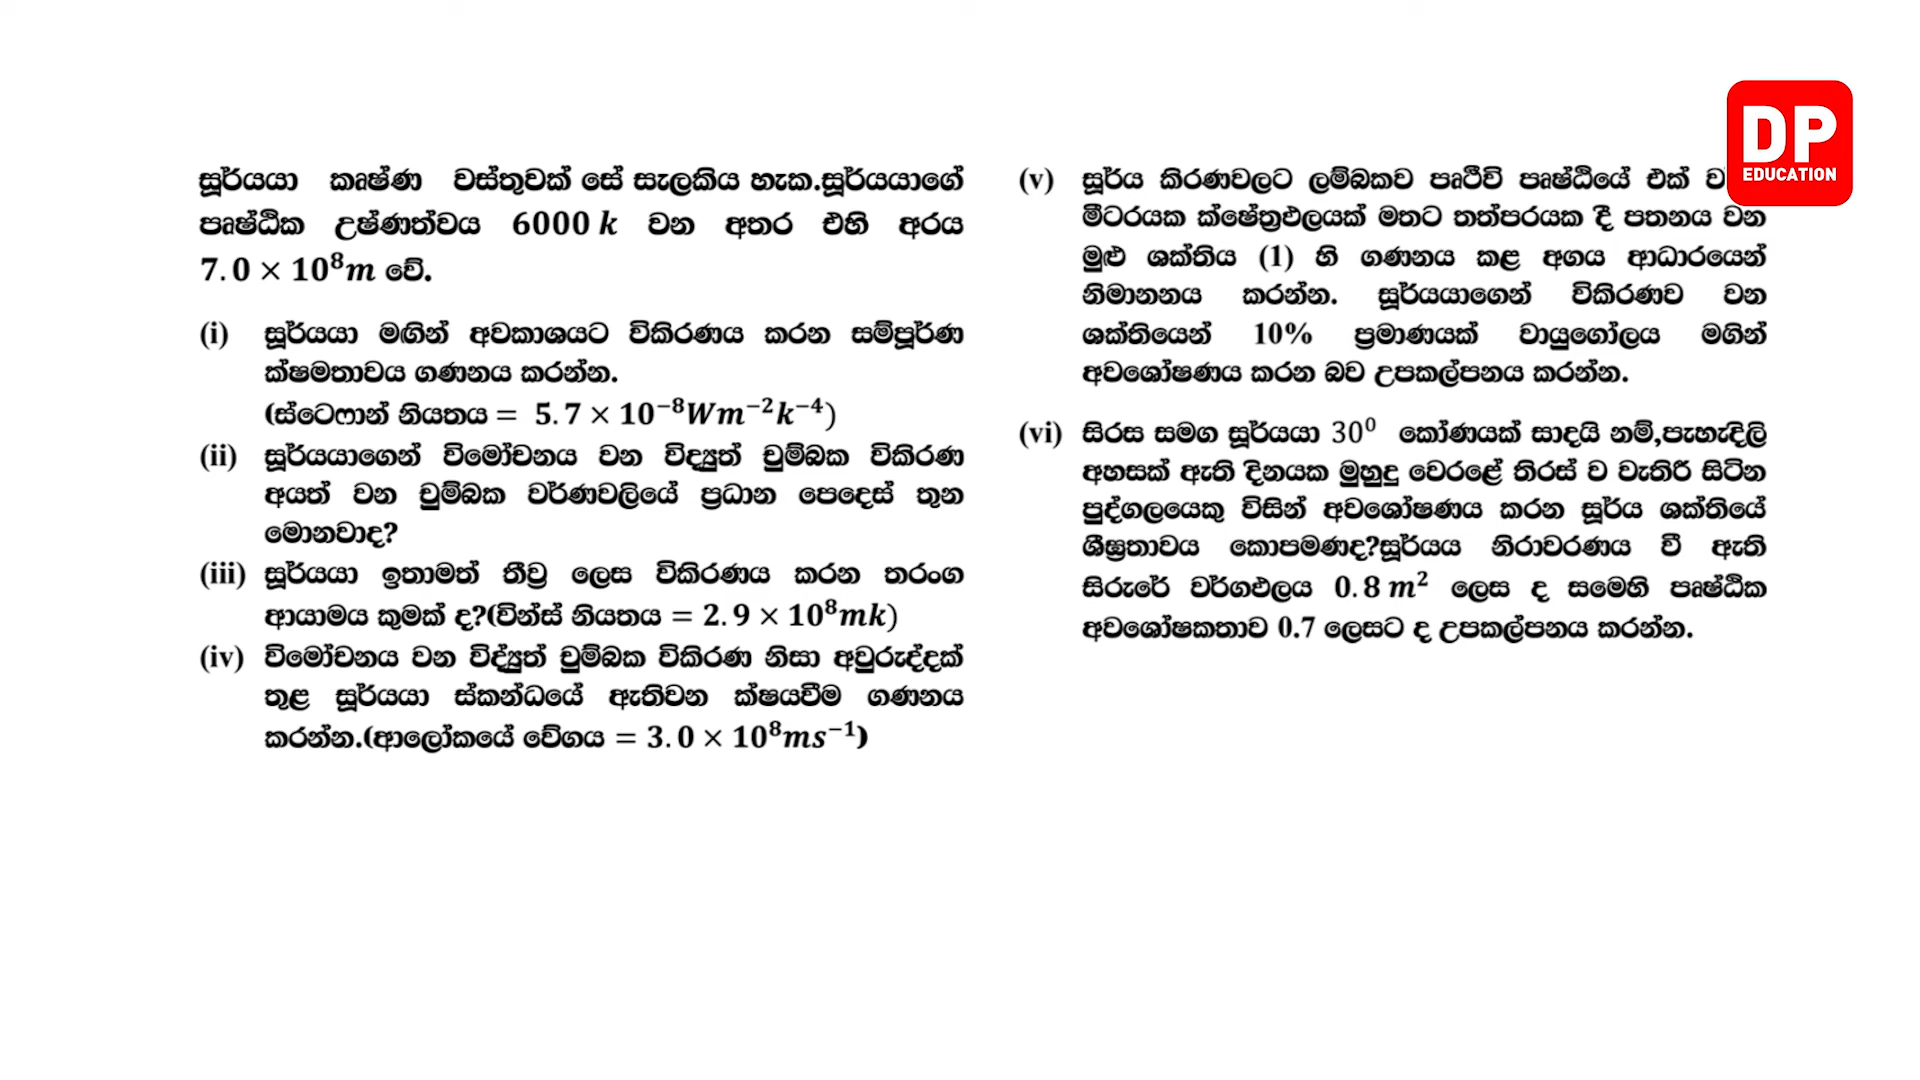 සූර්යයා කෘෂ්ණ වස්තුවක් සේ සැලකිය හැක.සූර්යයාගේ
පෘෂ්ඨික උෂ්ණත්වය 6000 k වන අතර එහි අරය
7.0 × 10⁸m වේ.
(i) සූර්යයා මඟින් අවකාශයට විකිරණය කරන සම්පූර්ණ
ක්ෂමතාවය ගණනය කරන්න.
(ස්ටෙෆාන් නියතය = 5.7 × 10⁻⁸Wm⁻²k⁻⁴)
(ii) සූර්යයාගෙන් විමෝචනය වන විද්‍යුත් චුම්බක විකිරණ
අයත් වන චුම්බක වර්ණවලියේ ප්‍රධාන පෙදෙස් තුන
මොනවාද?
(iii) සූර්යයා ඉතාමත් තීව්‍ර ලෙස විකිරණය කරන තරංග
ආයාමය කුමක් ද?(වින්ස් නියතය = 2.9 × 10⁸mk)
(iv) විමෝචනය වන විද්‍යුත් චුම්බක විකිරණ නිසා අවුරුද්දක්
තුළ සූර්යයා ස්කන්ධයේ ඇතිවන ක්ෂයවීම ගණනය
කරන්න.(ආලෝකයේ වේගය = 3.0 × 10⁸ms⁻¹)
(v) සූර්ය කිරණවලට ලම්බකව පෘථිවි පෘෂ්ඨයේ එක්
මීටරයක ක්ෂේත්‍රඵලයක් මතට තත්පරයක දී පතනය වන
මුළු ශක්තිය (1) හි ගණනය කළ අගය ආධාරයෙන්
නිමානනය කරන්න. සූර්යයාගෙන් විකිරණව වන
ශක්තියෙන් 10% ප්‍රමාණයක් වායුගෝලය මගින්
අවශෝෂණය කරන බව උපකල්පනය කරන්න.
(vi) සිරස සමග සූර්යයා 30⁰ කෝණයක් සාදයි නම්,පැහැදිලි
අහසක් ඇති දිනයක මුහුදු වෙරළේ තිරස් ව වැතිරී සිටින
පුද්ගලයෙකු විසින් අවශෝෂණය කරන සූර්ය ශක්තියේ
ශීඝ්‍රතාවය කොපමණද?සූර්යය නිරාවරණය වී ඇති
සිරුරේ වර්ගඵලය 0.8 m² ලෙස ද සමෙහි පෘෂ්ඨික
අවශෝෂකතාව 0.7 ලෙසට ද උපකල්පනය කරන්න.
DP
EDUCATION